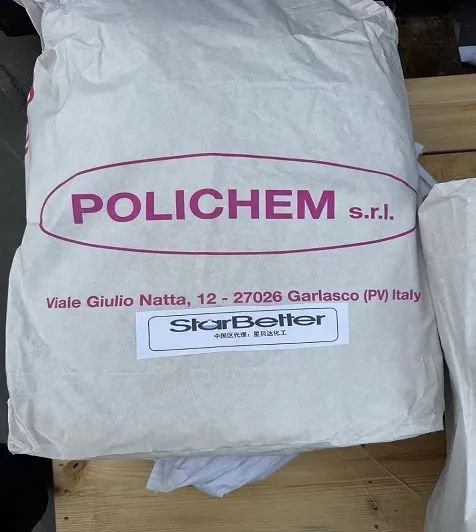 POLICHEM s.r.l.
Viale Giulio Natta, 12 - 27026 Garlasco (PV) Italy
StarBetter
中国区代理：星贝达化工